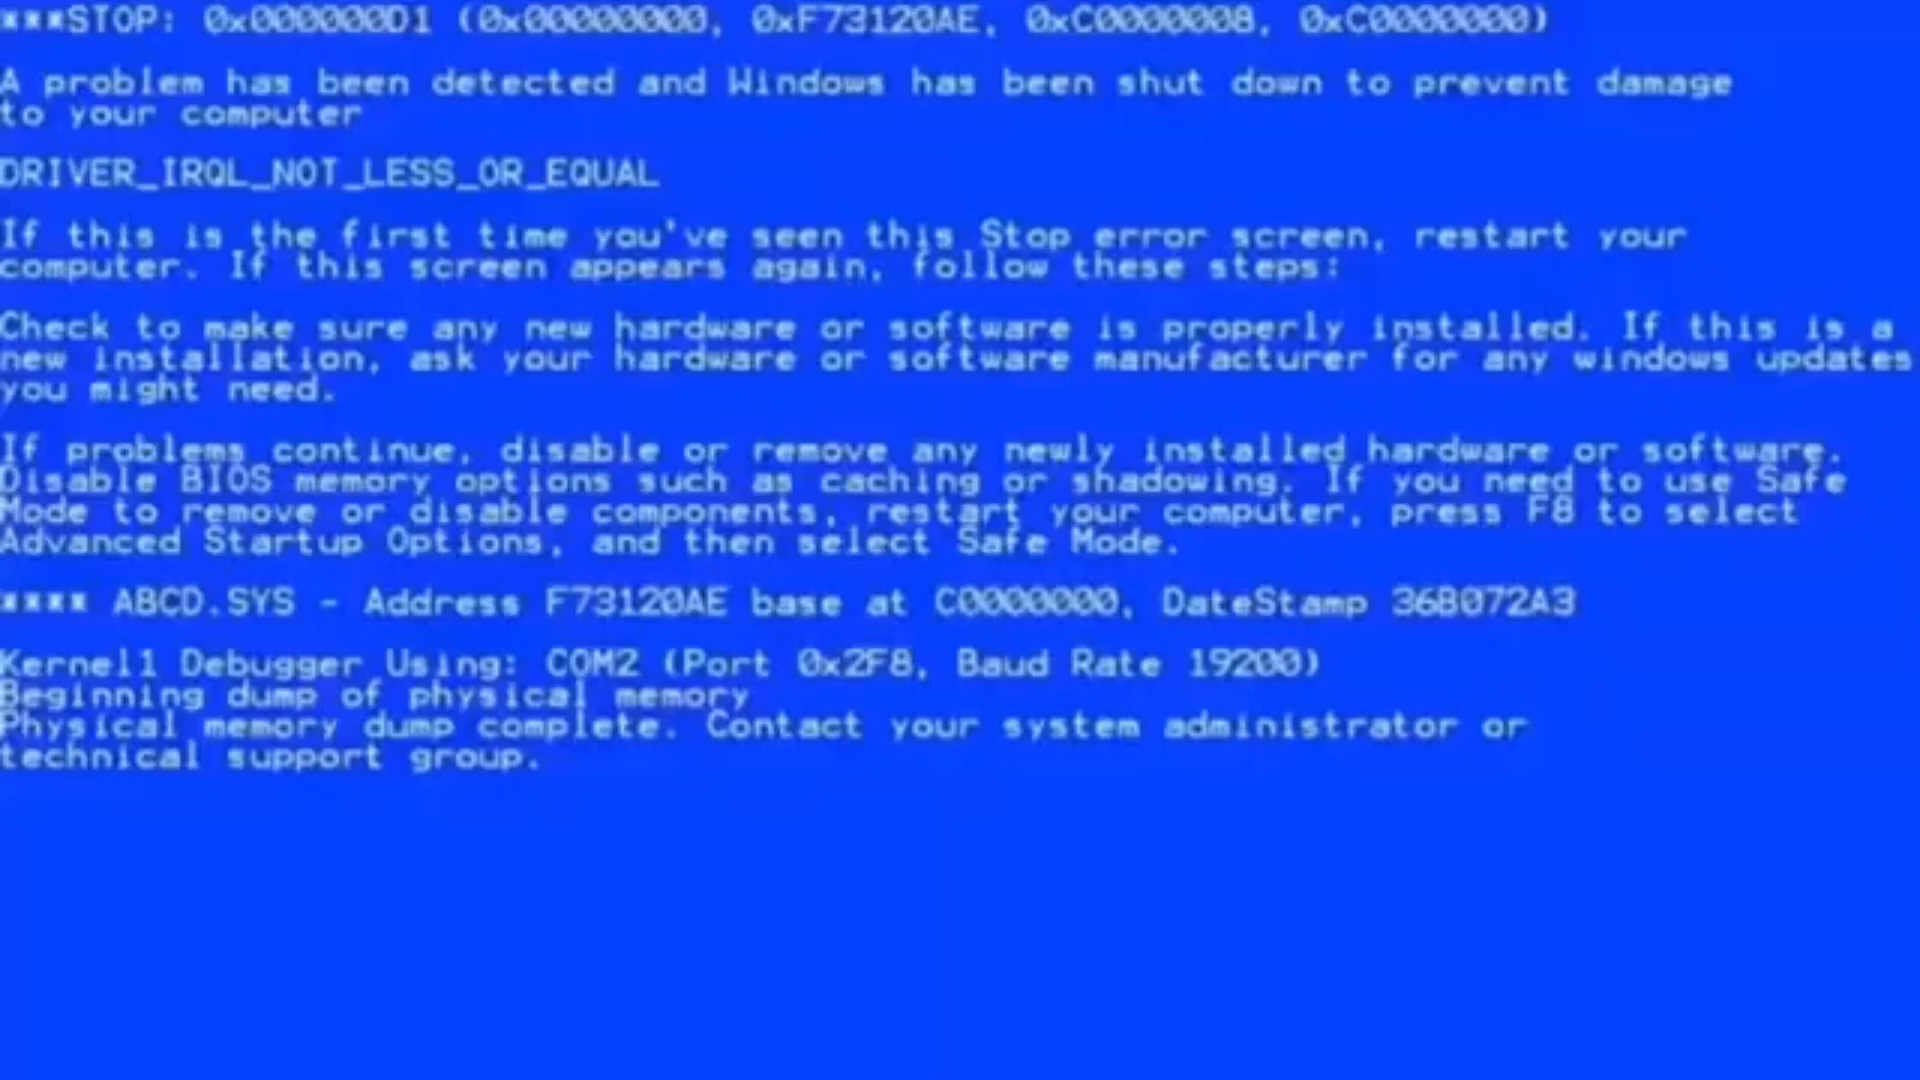 ***STOP: 0x000000D1 (0x00000000, 0xF73120AE, 0xC0000008, 0xC0000000)
A problem has been detected and Windows has been shut down to prevent damage
to your computer
DRIVER_IRQL_NOT_LESS_OR_EQUAL
If this is the first time you've seen this Stop error screen, restart your
computer. If this screen appears again, follow these steps:
Check to make sure any new hardware or software is properly installed. If this is a
new installation, ask your hardware or software manufacturer for any windows updates
you might need.
If problems continue, disable or remove any newly installed hardware or software.
Disable BIOS memory options such as caching or shadowing. If you need to use Safe
Mode to remove or disable components, restart your computer, press F8 to select
Advanced Startup Options, and then select Safe Mode.
**** ABCD.SYS - Address F73120AE base at C0000000, DateStamp 36B072A3
Kernel1 Debugger Using: COM2 (Port 0x2F8, Baud Rate 19200)
Beginning dump of physical memory
Physical memory dump complete. Contact your system administrator or
technical support group.